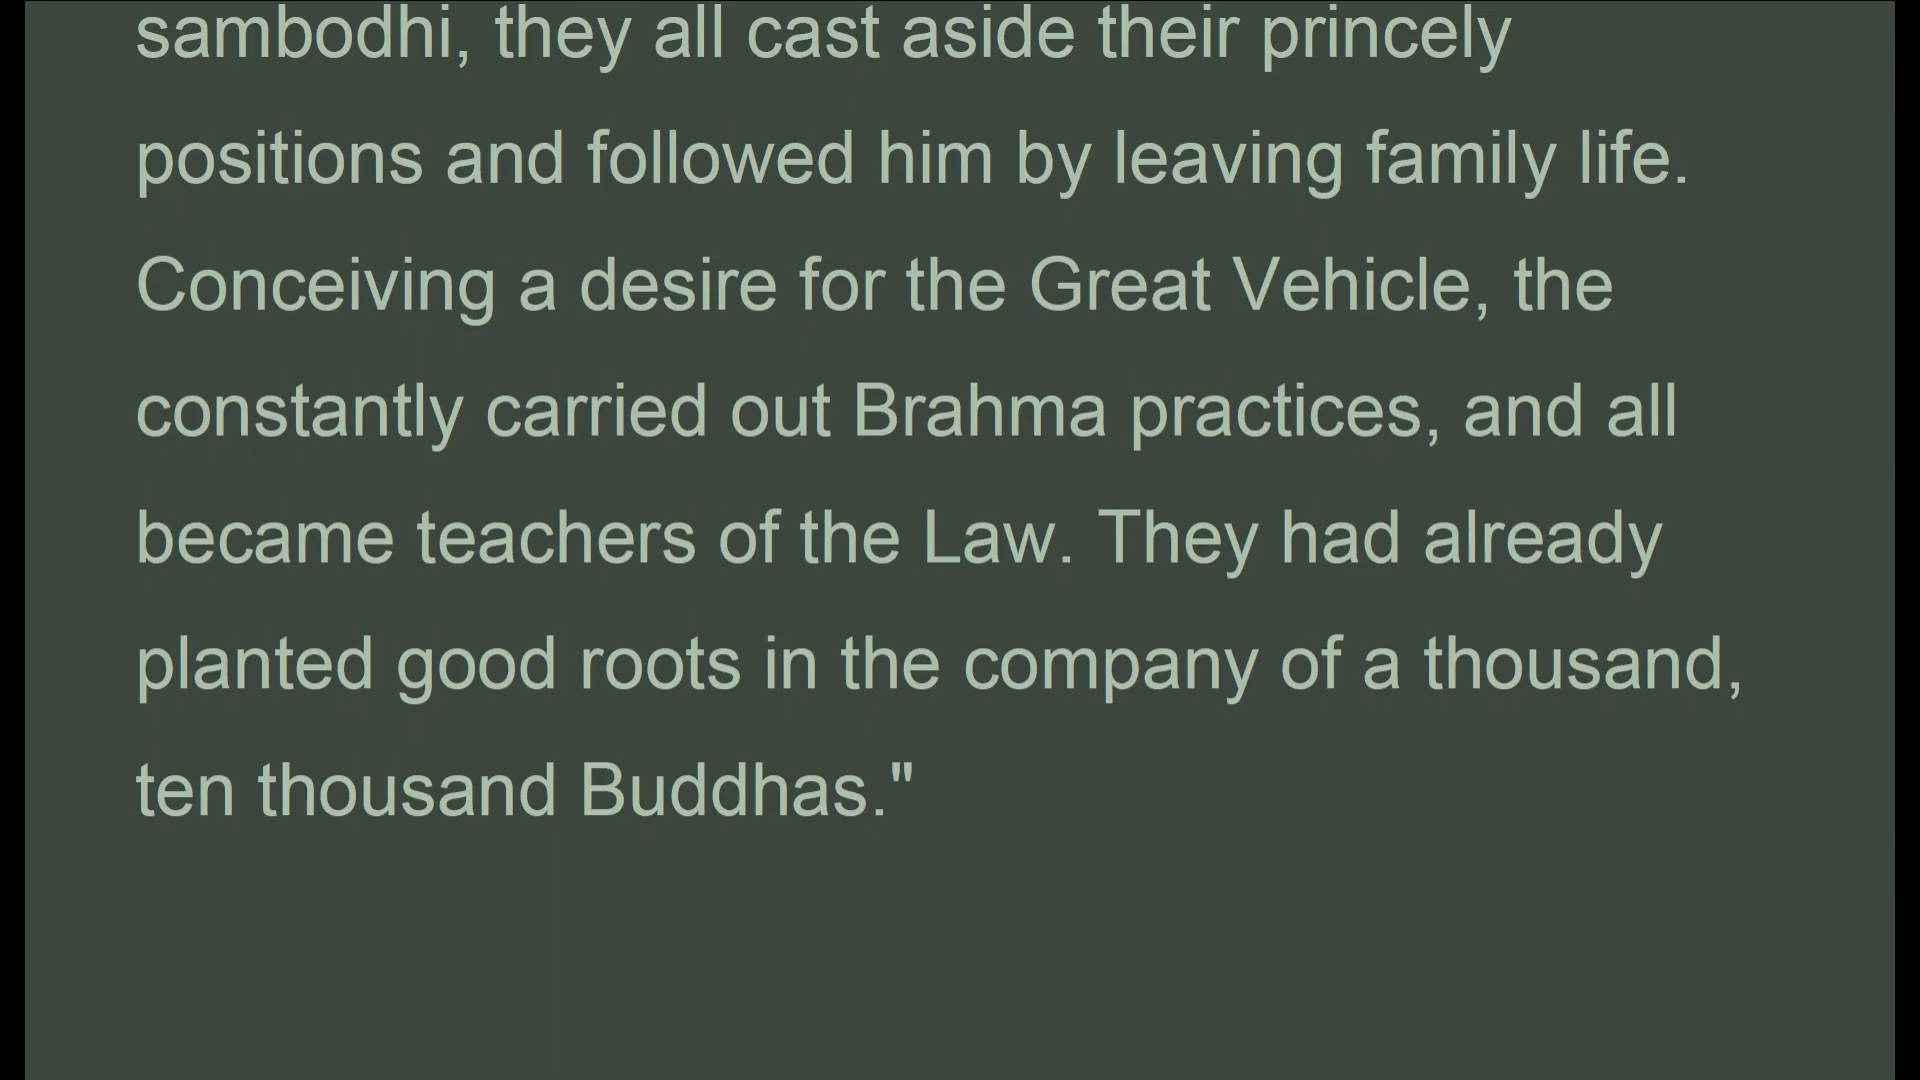 sambodhi, they all cast aside their princely
positions and followed him by leaving family life.
Conceiving a desire for the Great Vehicle, the
constantly carried out Brahma practices, and all
became teachers of the Law. They had already
planted good roots in the company of a thousand,
ten thousand Buddhas."